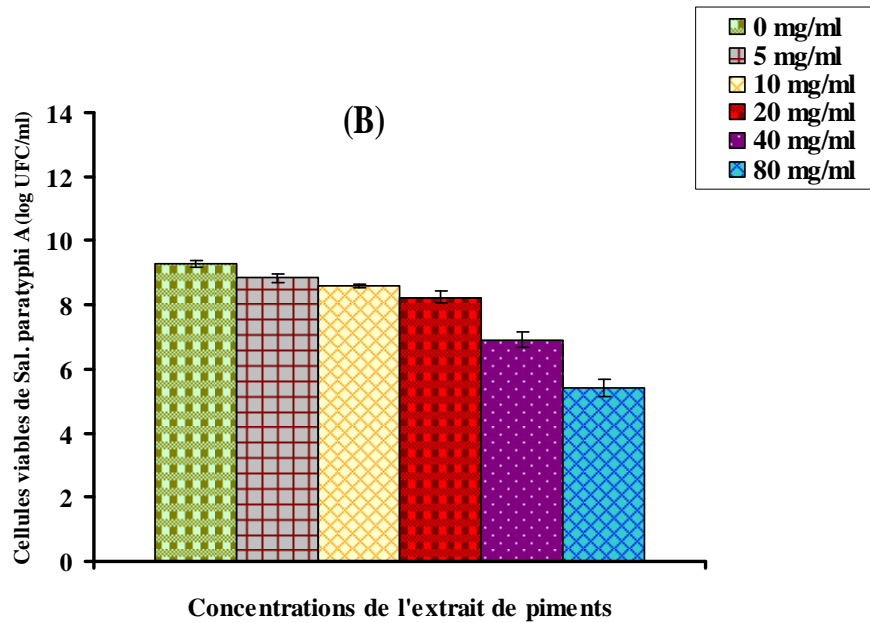 0 mg/ml
5 mg/ml
10 mg/ml
20 mg/ml
40 mg/ml
80 mg/ml
(B)
14
12
10
8
6
4
2
0
Cellules viables de Sal. paratyphi A(log UFC/ml)
Concentrations de l'extrait de piments